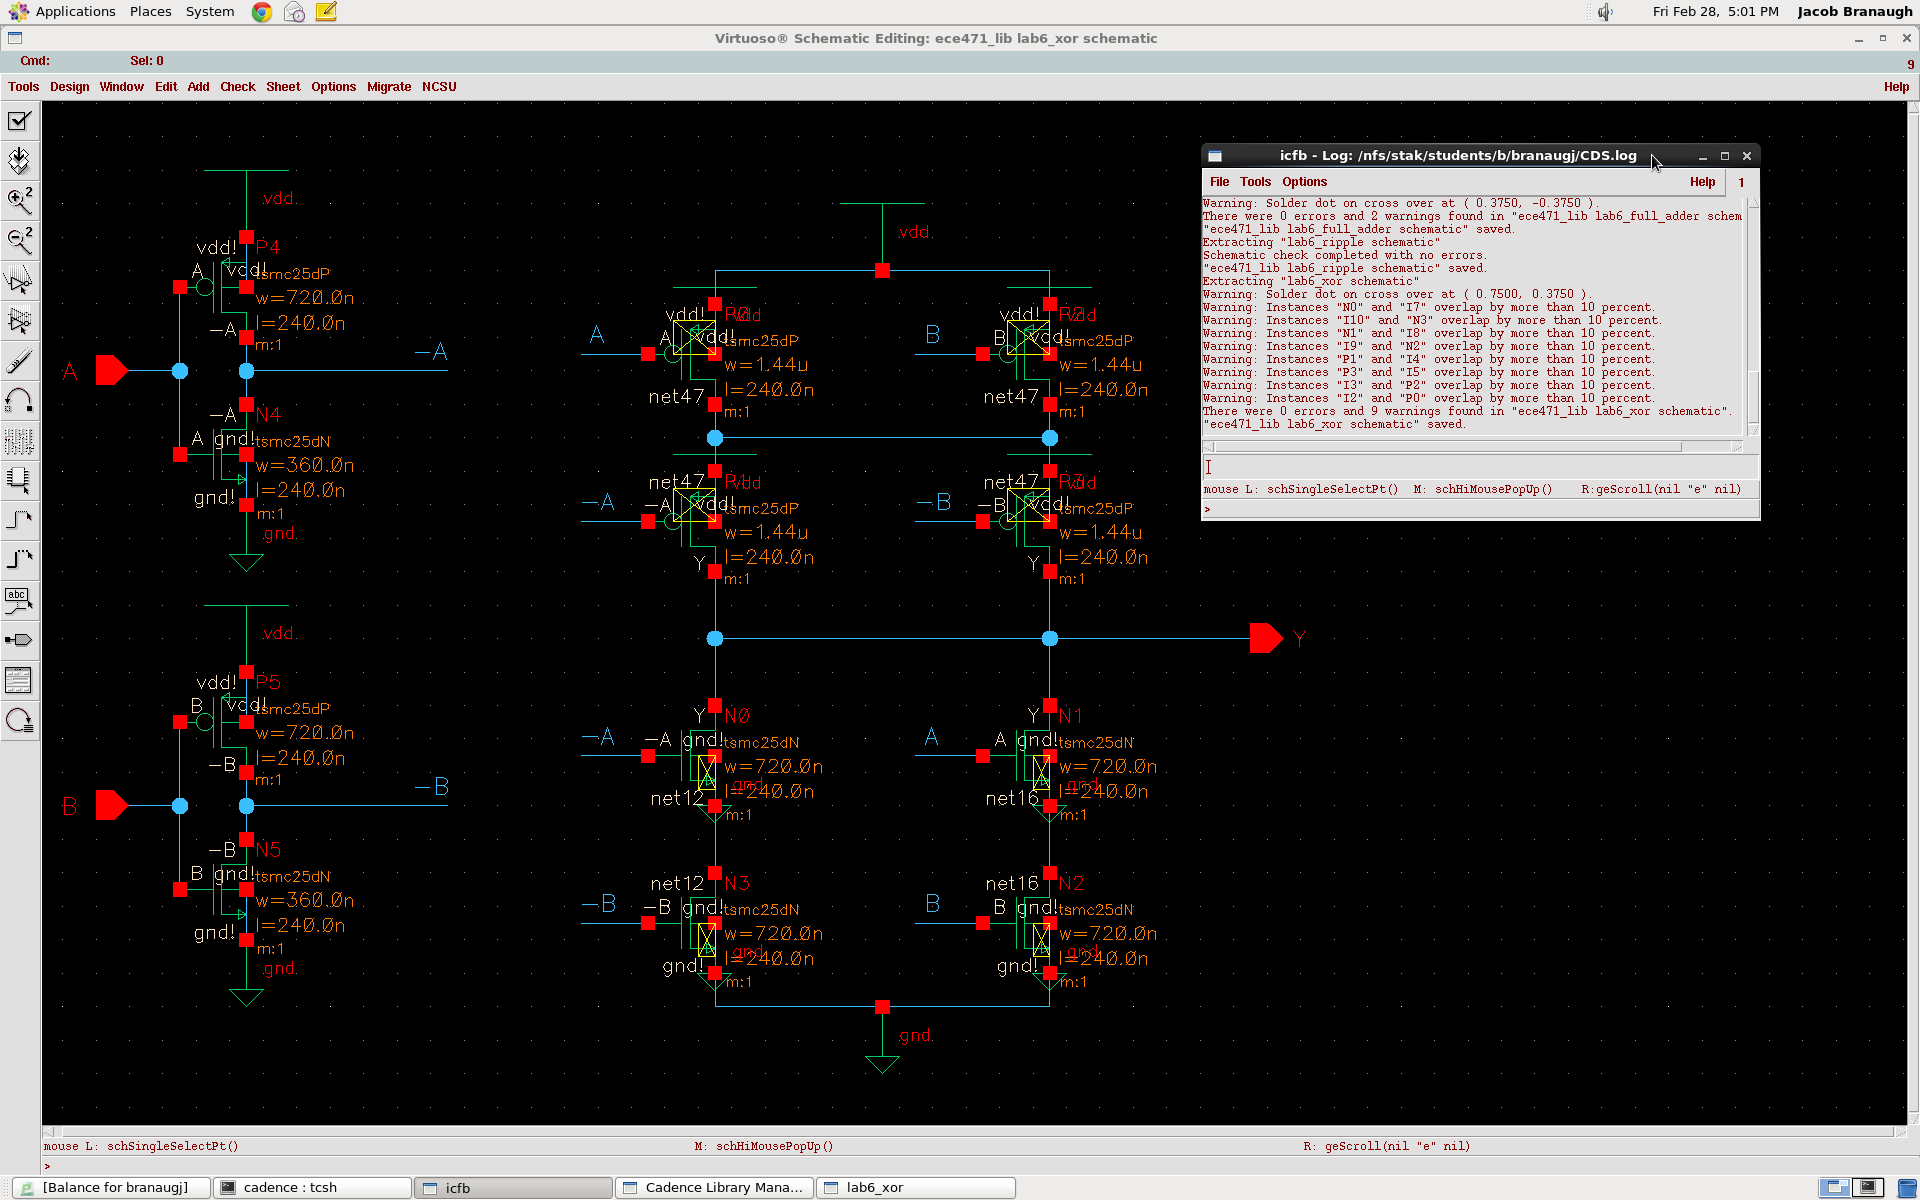 Applications Places System Fri Feb 28, 5:01 PM Jacob Branaugh
Virtuoso® Schematic Editing: ece471_lib lab6_xor schematic
Cmd: Sel: 0 9
Tools Design Window Edit Add Check Sheet Options Migrate NCSU Help
icfb - Log: /nfs/stak/students/b/branaugj/CDS.log
File Tools Options Help 1
Warning: Solder dot on cross over at ( 0.3750, -0.3750 ).
There were 0 errors and 2 warnings found in "ece471_lib lab6_full_adder schem
"ece471_lib lab6_full_adder schematic" saved.
Extracting "lab6_ripple schematic"
Schematic check completed with no errors.
"ece471_lib lab6_ripple schematic" saved.
Extracting "lab6_xor schematic"
Warning: Solder dot on cross over at ( 0.7500, 0.3750 ).
Warning: Instances "N0" and "I7" overlap by more than 10 percent.
Warning: Instances "I10" and "N3" overlap by more than 10 percent.
Warning: Instances "N1" and "I8" overlap by more than 10 percent.
Warning: Instances "I9" and "N2" overlap by more than 10 percent.
Warning: Instances "P1" and "I4" overlap by more than 10 percent.
Warning: Instances "P3" and "I5" overlap by more than 10 percent.
Warning: Instances "I3" and "P2" overlap by more than 10 percent.
Warning: Instances "I2" and "P0" overlap by more than 10 percent.
There were 0 errors and 9 warnings found in "ece471_lib lab6_xor schematic".
"ece471_lib lab6_xor schematic" saved.
mouse L: schSingleSelectPt() M: schHiMousePopUp() R:geScroll(nil "e" nil)
>
abc
vdd
vdd! P4
A vdd! tsmc25dP
w=720.0n
l=240.0n
-A
m:1
A
-A
-A N4
A gnd! tsmc25dN
w=360.0n
l=240.0n
gnd!
m:1
gnd
vdd
vdd! P5
B vdd! tsmc25dP
w=720.0n
l=240.0n
-B
m:1
B
-B
-B N5
B gnd! tsmc25dN
w=360.0n
l=240.0n
gnd!
m:1
gnd
vdd
vdd! vdd
A A vdd! tsmc25dP
w=1.44u
l=240.0n
net47
m:1
vdd! vdd
B B vdd! tsmc25dP
w=1.44u
l=240.0n
net47
m:1
net47 vdd
-A -A vdd! tsmc25dP
w=1.44u
l=240.0n
Y
m:1
net47 vdd
-B -B vdd! tsmc25dP
w=1.44u
l=240.0n
Y
m:1
Y
Y N0
-A -A gnd! tsmc25dN
w=720.0n
gnd
l=240.0n
net12
m:1
Y N1
A A gnd! tsmc25dN
w=720.0n
gnd
l=240.0n
net16
m:1
net12 N3
-B -B gnd! tsmc25dN
w=720.0n
gnd
l=240.0n
gnd!
m:1
net16 N2
B B gnd! tsmc25dN
w=720.0n
gnd
l=240.0n
gnd!
m:1
gnd
mouse L: schSingleSelectPt() M: schHiMousePopUp() R: geScroll(nil "e" nil)
>
[Balance for branaugj] cadence : tcsh icfb Cadence Library Mana... lab6_xor